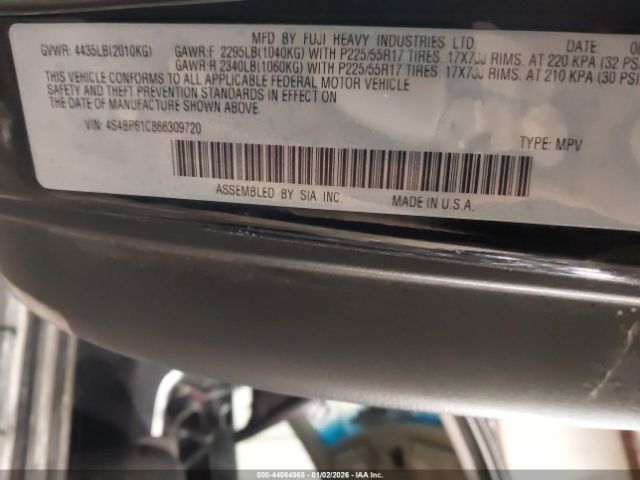 MFD BY FUJI HEAVY INDUSTRIES LTD. DATE:
GVWR: 4435LB(2010KG) GAWR:F 2295LB(1040KG) WITH P225/55R17 TIRES. 17X7JJ RIMS. AT 220 KPA (32 PS
GAWR:R 2340LB(1060KG) WITH P225/55R17 TIRES. 17X7JJ RIMS. AT 210 KPA (30 PS
THIS VEHICLE CONFORMS TO ALL APPLICABLE FEDERAL MOTOR VEHICLE
SAFETY AND THEFT PREVENTION STANDARDS IN EFFECT
ON THE DATE OF MANUFACTURE SHOWN ABOVE.
VIN: 4S4BP61C866309720
TYPE: MPV
ASSEMBLED BY SIA INC. MADE IN U.S.A.
000-44064968 - 01/02/2026 - IAA Inc.